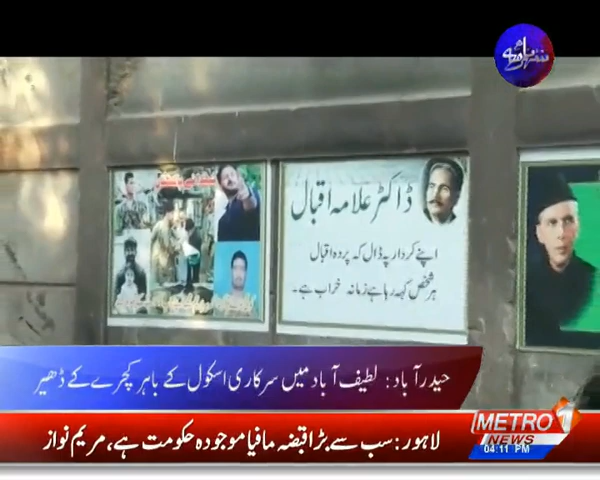 ڈاکٹر علامہ اقبال
اپنے کردار پہ ڈال کہ پردہ اقبال
ہر شخص کہہ رہا ہے زمانہ خراب ہے۔
حیدرآباد: لطیف آباد میں سرکاری اسکول کے باہر کچرے کے ڈھیر
لاہور: سب سے بڑا قبضہ مافیا موجودہ حکومت ہے، مریم نواز
METRO1
NEWS
04:11 PM